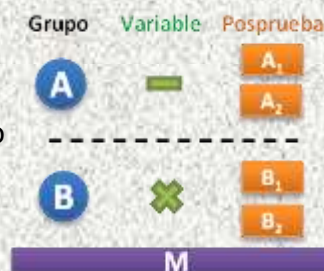 Grupo Variable Posprueba
A A₁
A₂
o
B B₁
B₂
M